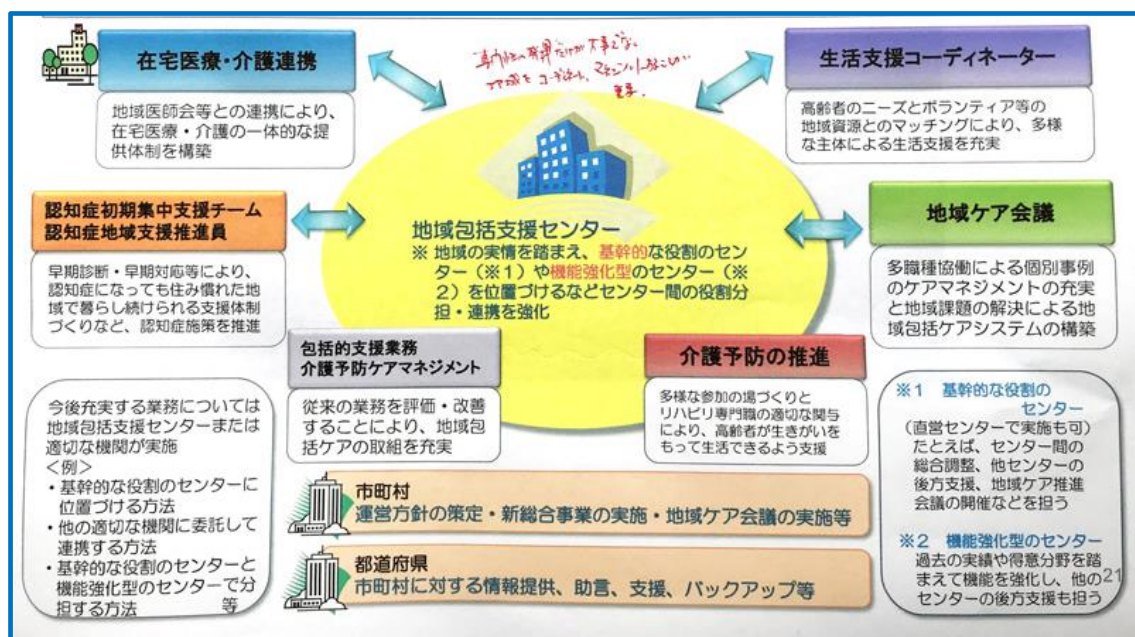 在宅医療・介護連携
地域医師会等との連携により、
在宅医療・介護の一体的な提
供体制を構築
生活支援コーディネーター
高齢者のニーズとボランティア等の
地域資源とのマッチングにより、多様
な主体による生活支援を充実
認知症初期集中支援チーム
認知症地域支援推進員
早期診断・早期対応等により、
認知症になっても住み慣れた地
域で暮らし続けられる支援体制
づくりなど、認知症施策を推進
地域包括支援センター
※ 地域の実情を踏まえ、基幹的な役割のセン
ター(※1)や機能強化型のセンター(※
2)を位置づけるなどセンター間の役割分
担・連携を強化
地域ケア会議
多職種協働による個別事例
のケアマネジメントの充実
と地域課題の解決による地
域包括ケアシステムの構築
包括的支援業務
介護予防ケアマネジメント
従来の業務を評価・改善
することにより、地域包
括ケアの取組を充実
介護予防の推進
多様な参加の場づくりと
リハビリ専門職の適切な関与
により、高齢者が生きがいを
もって生活できるよう支援
今後充実する業務については
地域包括支援センターまたは
適切な機関が実施
<例>
・基幹的な役割のセンターに
位置づける方法
・他の適切な機関に委託して
連携する方法
・基幹的な役割のセンターと
機能強化型のセンターで分
担する方法 等
市町村
運営方針の策定・新総合事業の実施・地域ケア会議の実施等
都道府県
市町村に対する情報提供、助言、支援、バックアップ等
※1 基幹的な役割の
センター
(直営センターで実施も可)
たとえば、センター間の
総合調整、他センターの
後方支援、地域ケア推進
会議の開催などを担う
※2 機能強化型のセンター
過去の実績や得意分野を踏
まえて機能を強化し、他の
センターの後方支援も担う
21